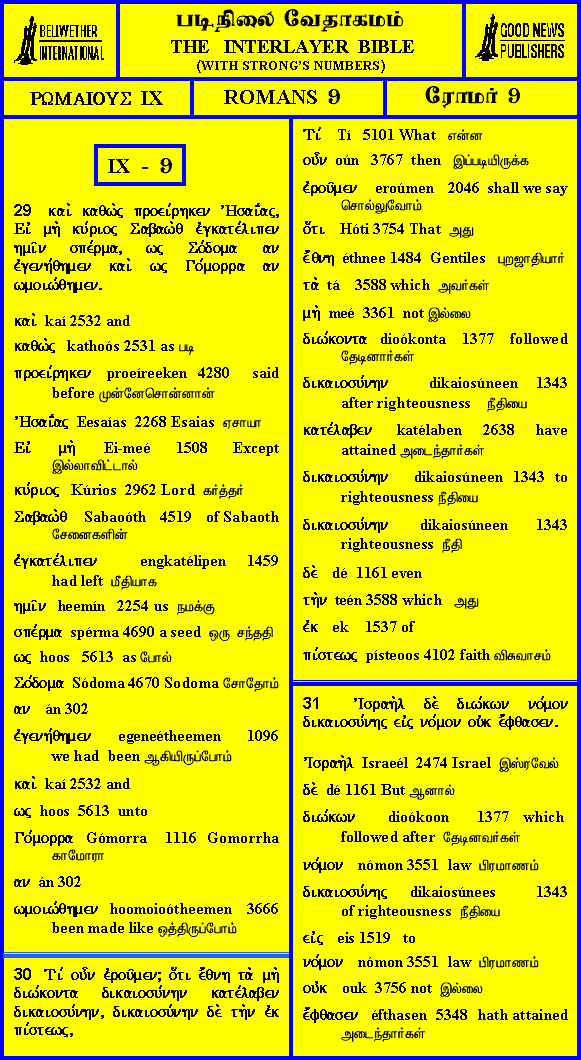 BELLWETHER
INTERNATIONAL
படிநிலை வேதாகமம்
THE INTERLAYER BIBLE
(WITH STRONG'S NUMBERS)
GOOD NEWS
PUBLISHERS
ΡΩΜΑΙΟΥΣ IX
ROMANS 9
ரோமர் 9
IX - 9
29 καὶ καθὼς προείρηκεν Ἠσαΐας,
Εἰ μὴ κύριος Σαβαὼθ ἐγκατέλιπεν
ημῖν σπέρμα, ως Σόδομα αν
ἐγενήθημεν καὶ ως Γόμορρα αν
ωμοιώθημεν.
καὶ kaí 2532 and
καθὼς kathoós 2531 as படி
προείρηκεν proeíreeken 4280 said
before முன்னேசொன்னான்
Ἠσαΐας Eesaías 2268 Esaias ஏசாயா
Εἰ μὴ Ei-meé 1508 Except
இல்லாவிட்டால்
κύριος Kúrios 2962 Lord கர்த்தர்
Σαβαὼθ Sabaoóth 4519 of Sabaoth
சேனைகளின்
ἐγκατέλιπεν engkatélipen 1459
had left மீதியாக
ημῖν heemín 2254 us நமக்கு
σπέρμα spérma 4690 a seed ஒரு சந்ததி
ως hoos 5613 as போல்
Σόδομα Sódoma 4670 Sodoma சோதோம்
αν án 302
ἐγενήθημεν egeneétheemen 1096
we had been ஆகியிருப்போம்
καὶ kaí 2532 and
ως hoos 5613 unto
Γόμορρα Gómorra 1116 Gomorrha
காமோரா
αν án 302
ωμοιώθημεν hoomoioótheemen 3666
been made like ஒத்திருப்போம்
30 Τί οὖν ἐροῦμεν; ὅτι ἔθνη τὰ μὴ
διώκοντα δικαιοσύνην κατέλαβεν
δικαιοσύνην, δικαιοσύνην δὲ τὴν ἐκ
πίστεως,
Τί Tí 5101 What என்ன
οὖν oún 3767 then இப்படியிருக்க
ἐροῦμεν eroúmen 2046 shall we say
சொல்லுவோம்
ὅτι Hóti 3754 That அது
ἔθνη éthnee 1484 Gentiles புறஜாதியார்
τὰ tá 3588 which அவர்கள்
μὴ meé 3361 not இல்லை
διώκοντα dioókonta 1377 followed
தேடினார்கள்
δικαιοσύνην dikaiosúneen 1343
after righteousness நீதியை
κατέλαβεν katélaben 2638 have
attained அடைந்தார்கள்
δικαιοσύνην dikaiosúneen 1343 to
righteousness நீதியை
δικαιοσύνην dikaiosúneen 1343
righteousness நீதி
δὲ dé 1161 even
τὴν teén 3588 which அது
ἐκ ek 1537 of
πίστεως písteoos 4102 faith விசுவாசம்
31 Ἰσραὴλ δὲ διώκων νόμον
δικαιοσύνης εἰς νόμον οὐκ ἔφθασεν.
Ἰσραὴλ Israeél 2474 Israel இஸ்ரவேல்
δὲ dé 1161 But ஆனால்
διώκων dioókoon 1377 which
followed after தேடினவர்கள்
νόμον nómon 3551 law பிரமாணம்
δικαιοσύνης dikaiosúnees 1343
of righteousness நீதியை
εἰς eis 1519 to
νόμον nómon 3551 law பிரமாணம்
οὐκ ouk 3756 not இல்லை
ἔφθασεν éfthasen 5348 hath attained
அடைந்தார்கள்